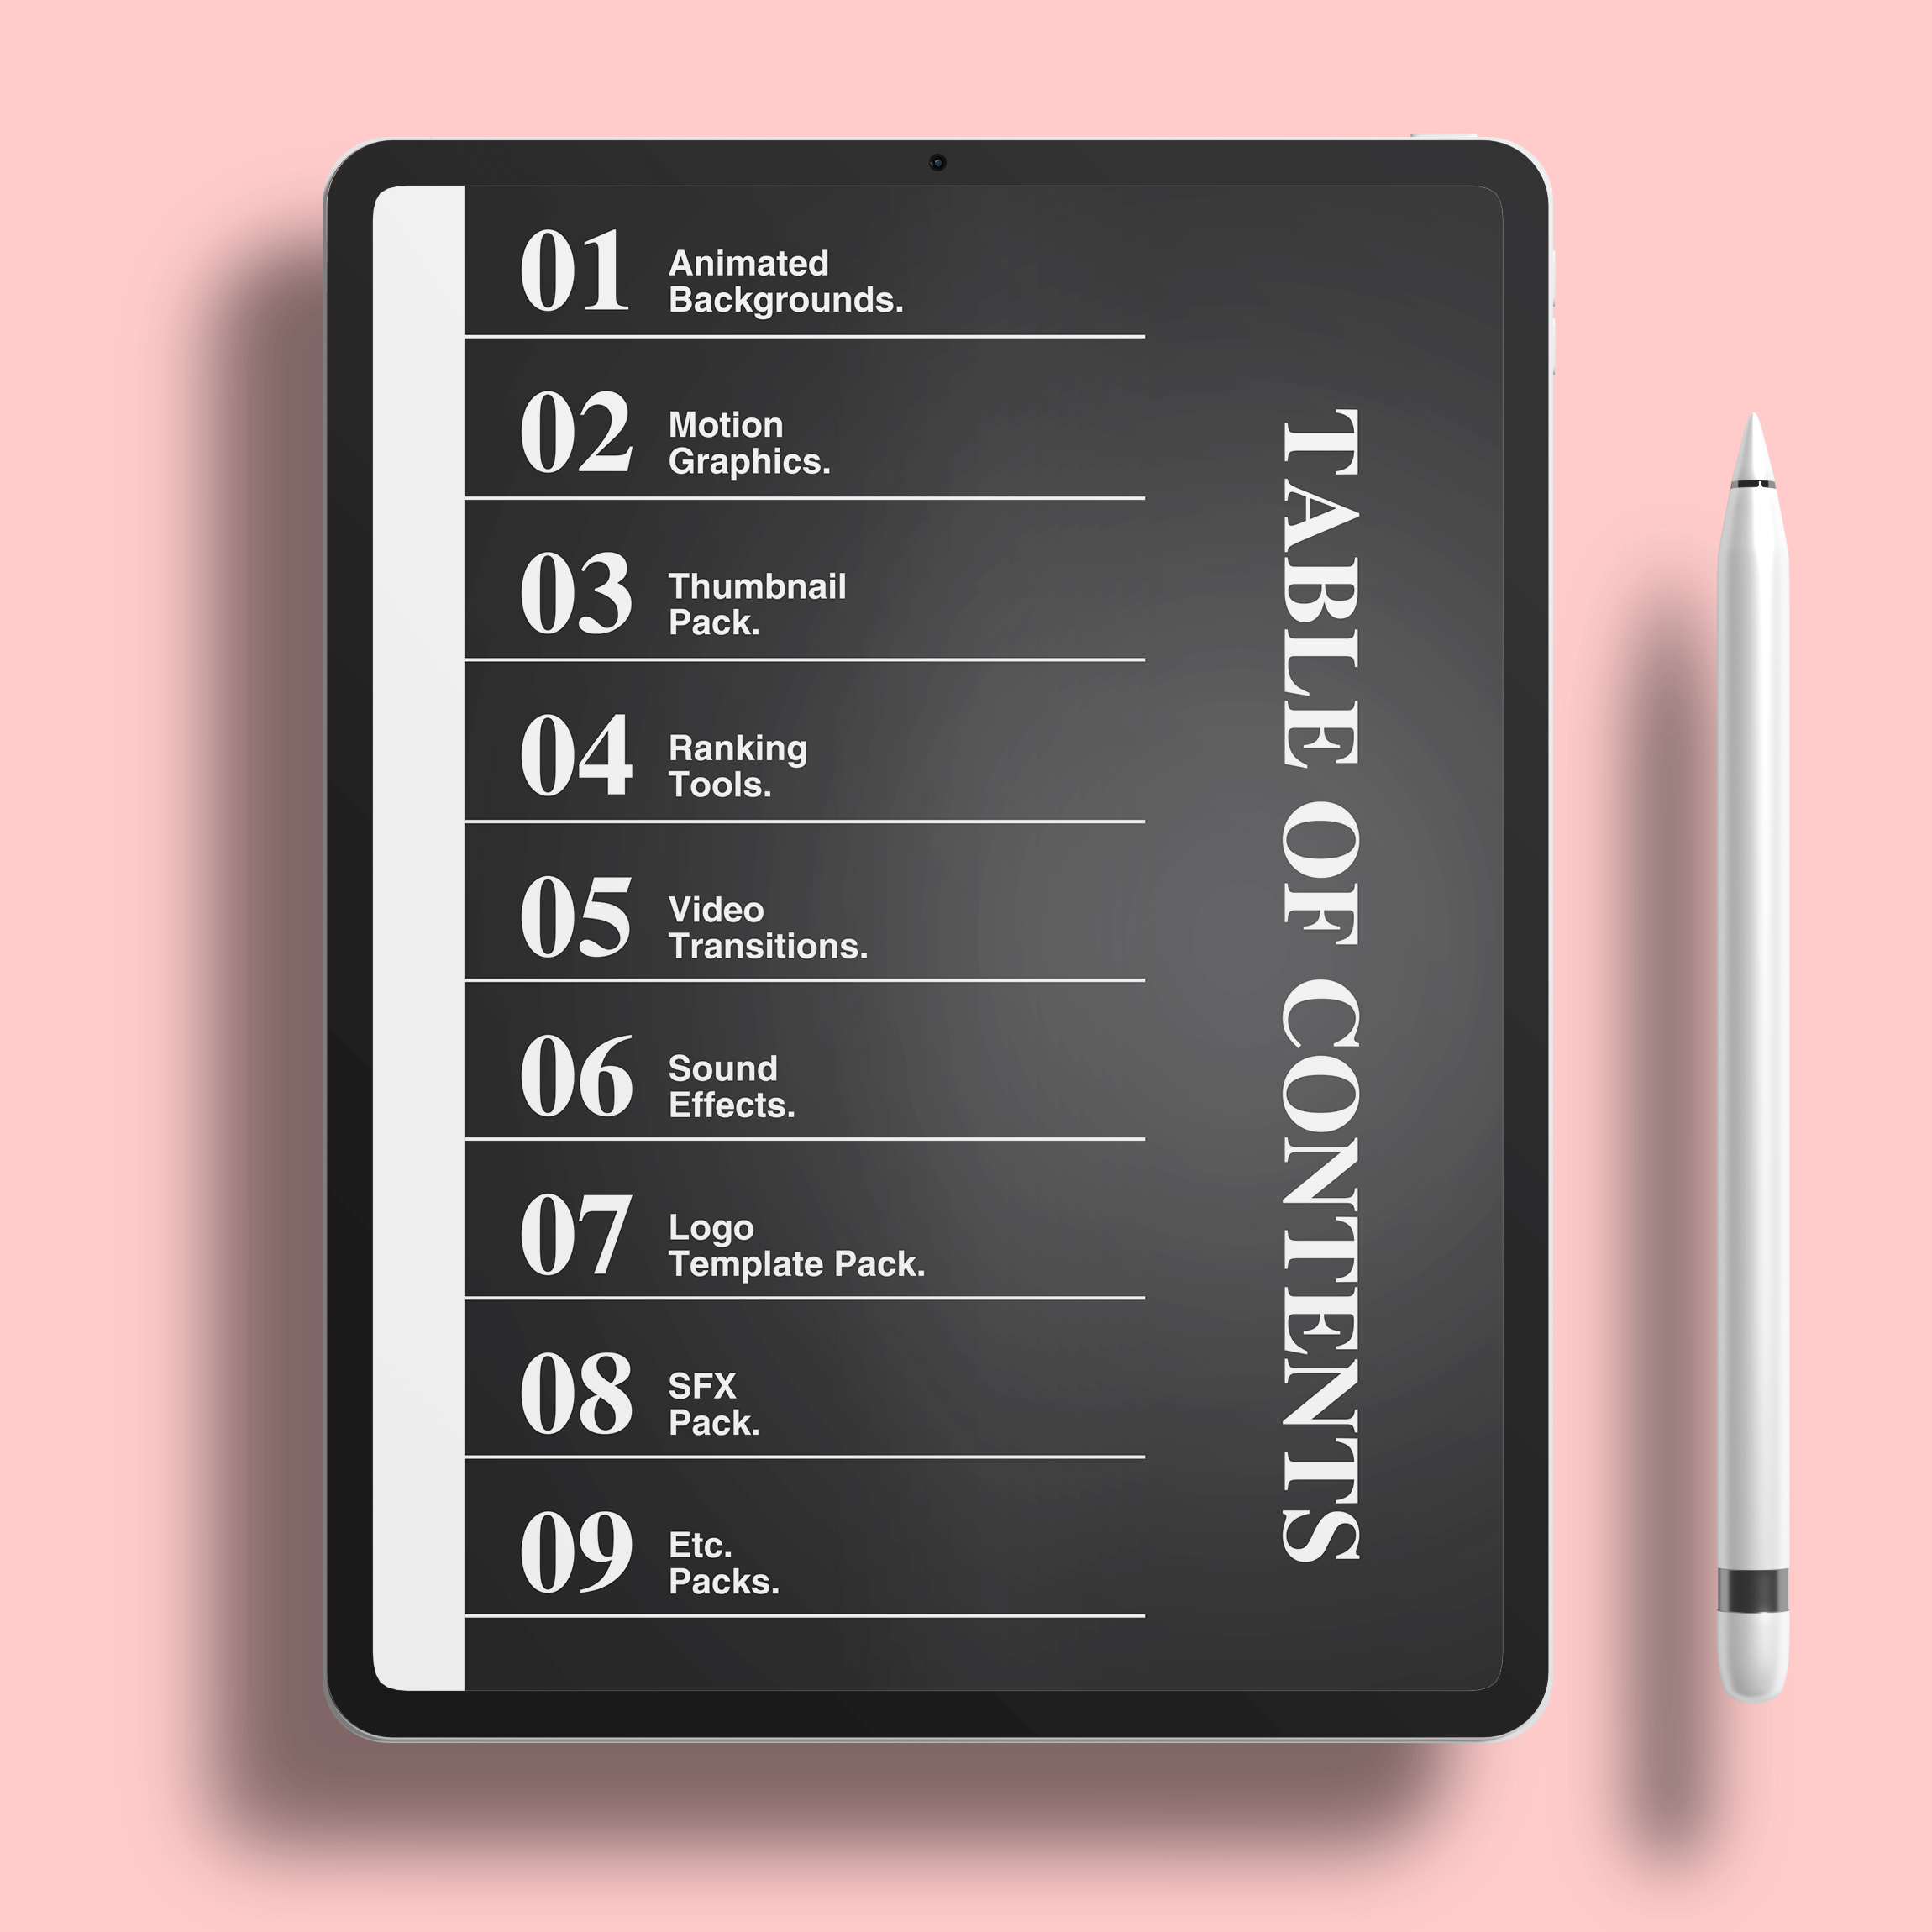 01
Animated
Backgrounds.
02
Motion
Graphics.
03
Thumbnail
Pack.
04
Ranking
Tools.
05
Video
Transitions.
06
Sound
Effects.
07
Logo
Template Pack.
08
SFX
Pack.
09
Etc.
Packs.
TABLE OF CONTENTS